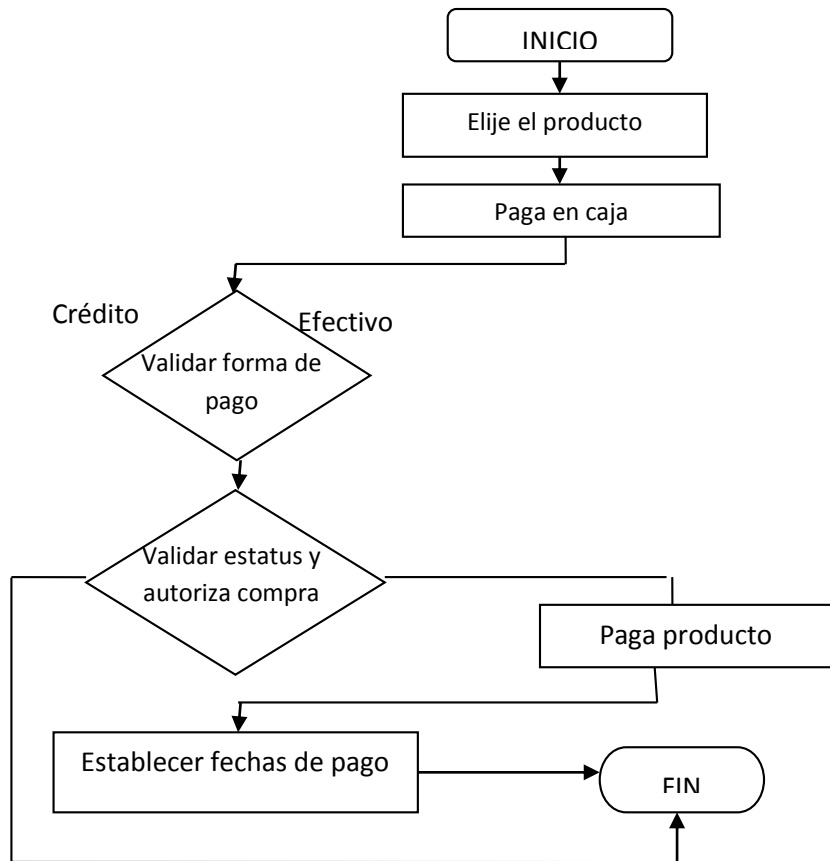 INICIO
Elije el producto
Paga en caja
Crédito
Efectivo
Validar forma de
pago
Validar estatus y
autoriza compra
Paga producto
Establecer fechas de pago
FIN